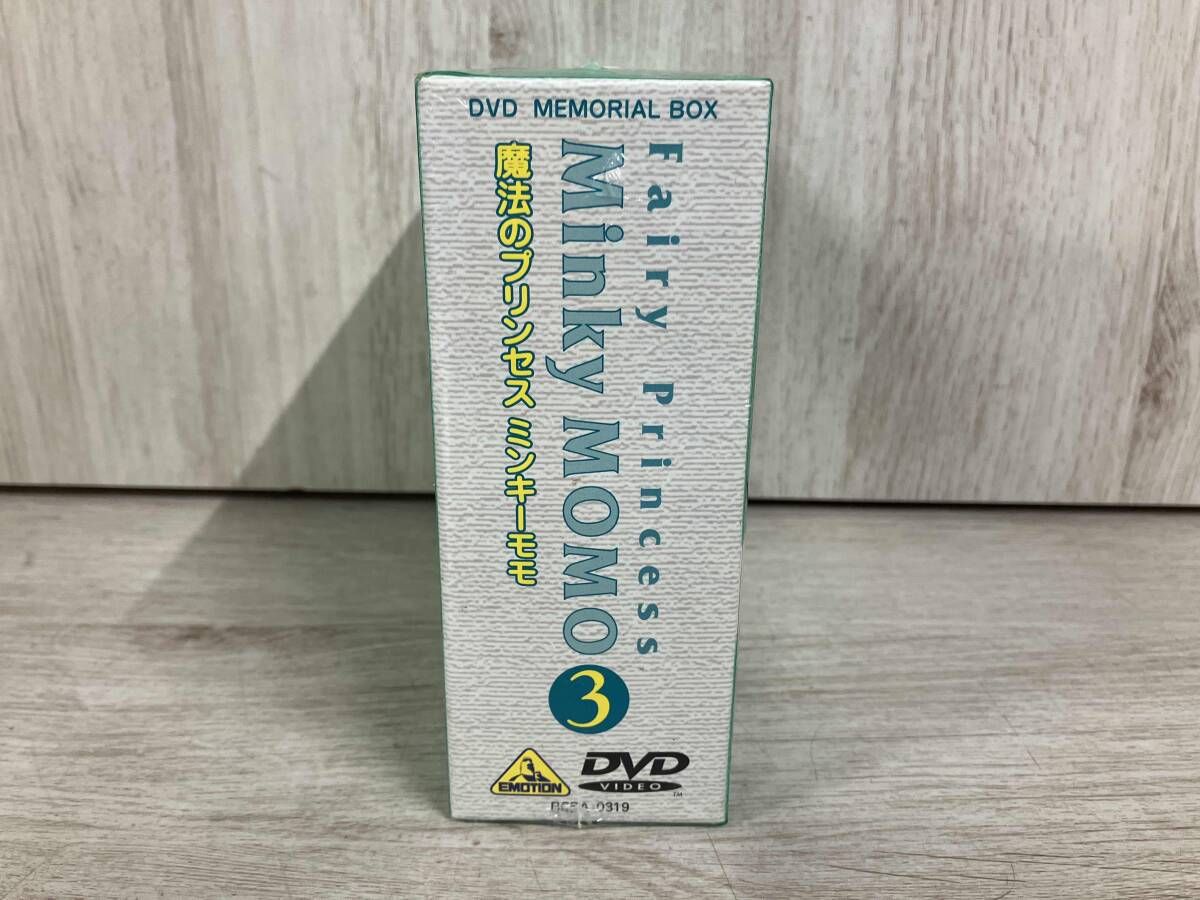 DVD MEMORIAL BOX
Fairy Princess
Minky MOMO
3
魔法のプリンセス ミンキーモモ
EMOTION
DVD
VIDEO
TM
0319